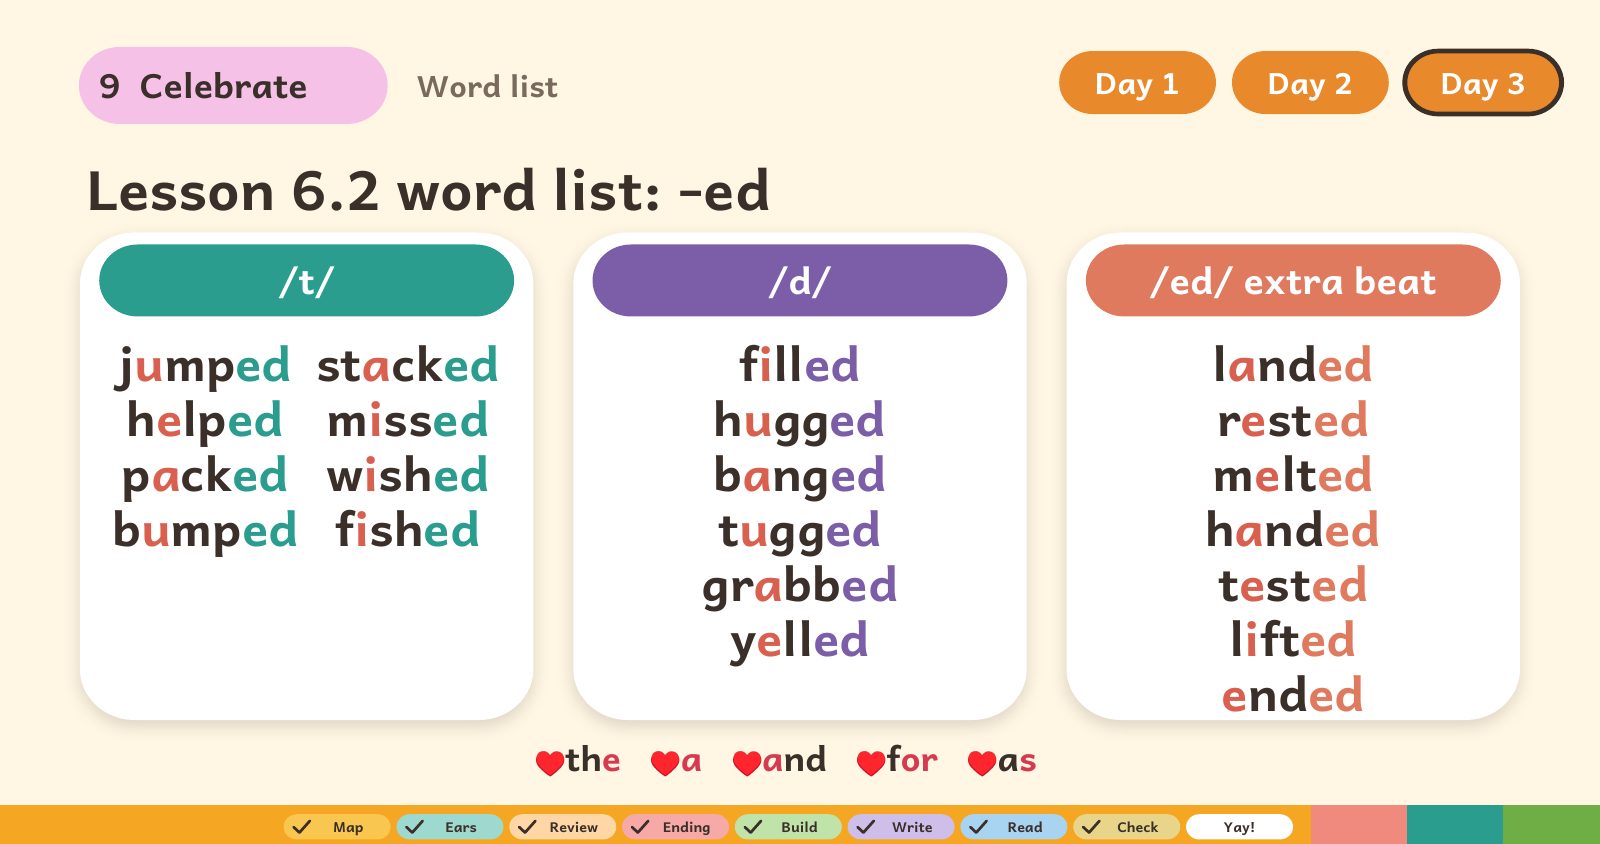 9 Celebrate
Word list
Day 1
Day 2
Day 3
Lesson 6.2 word list: -ed
/t/
jumped stacked
helped missed
packed wished
bumped fished
/d/
filled
hugged
banged
tugged
grabbed
yelled
/ed/ extra beat
landed
rested
melted
handed
tested
lifted
ended
the a and for as
Map Ears Review Ending Build Write Read Check Yay!